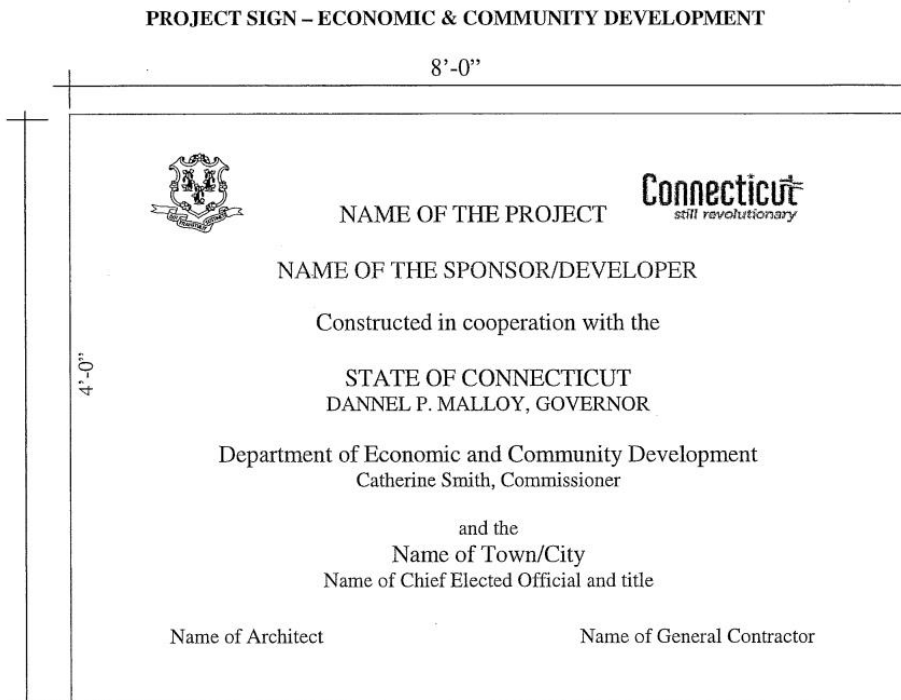 PROJECT SIGN – ECONOMIC & COMMUNITY DEVELOPMENT
8'-0"
Connecticut
still revolutionary
NAME OF THE PROJECT
NAME OF THE SPONSOR/DEVELOPER
Constructed in cooperation with the
4'-0"
STATE OF CONNECTICUT
DANNEL P. MALLOY, GOVERNOR
Department of Economic and Community Development
Catherine Smith, Commissioner
and the
Name of Town/City
Name of Chief Elected Official and title
Name of Architect
Name of General Contractor